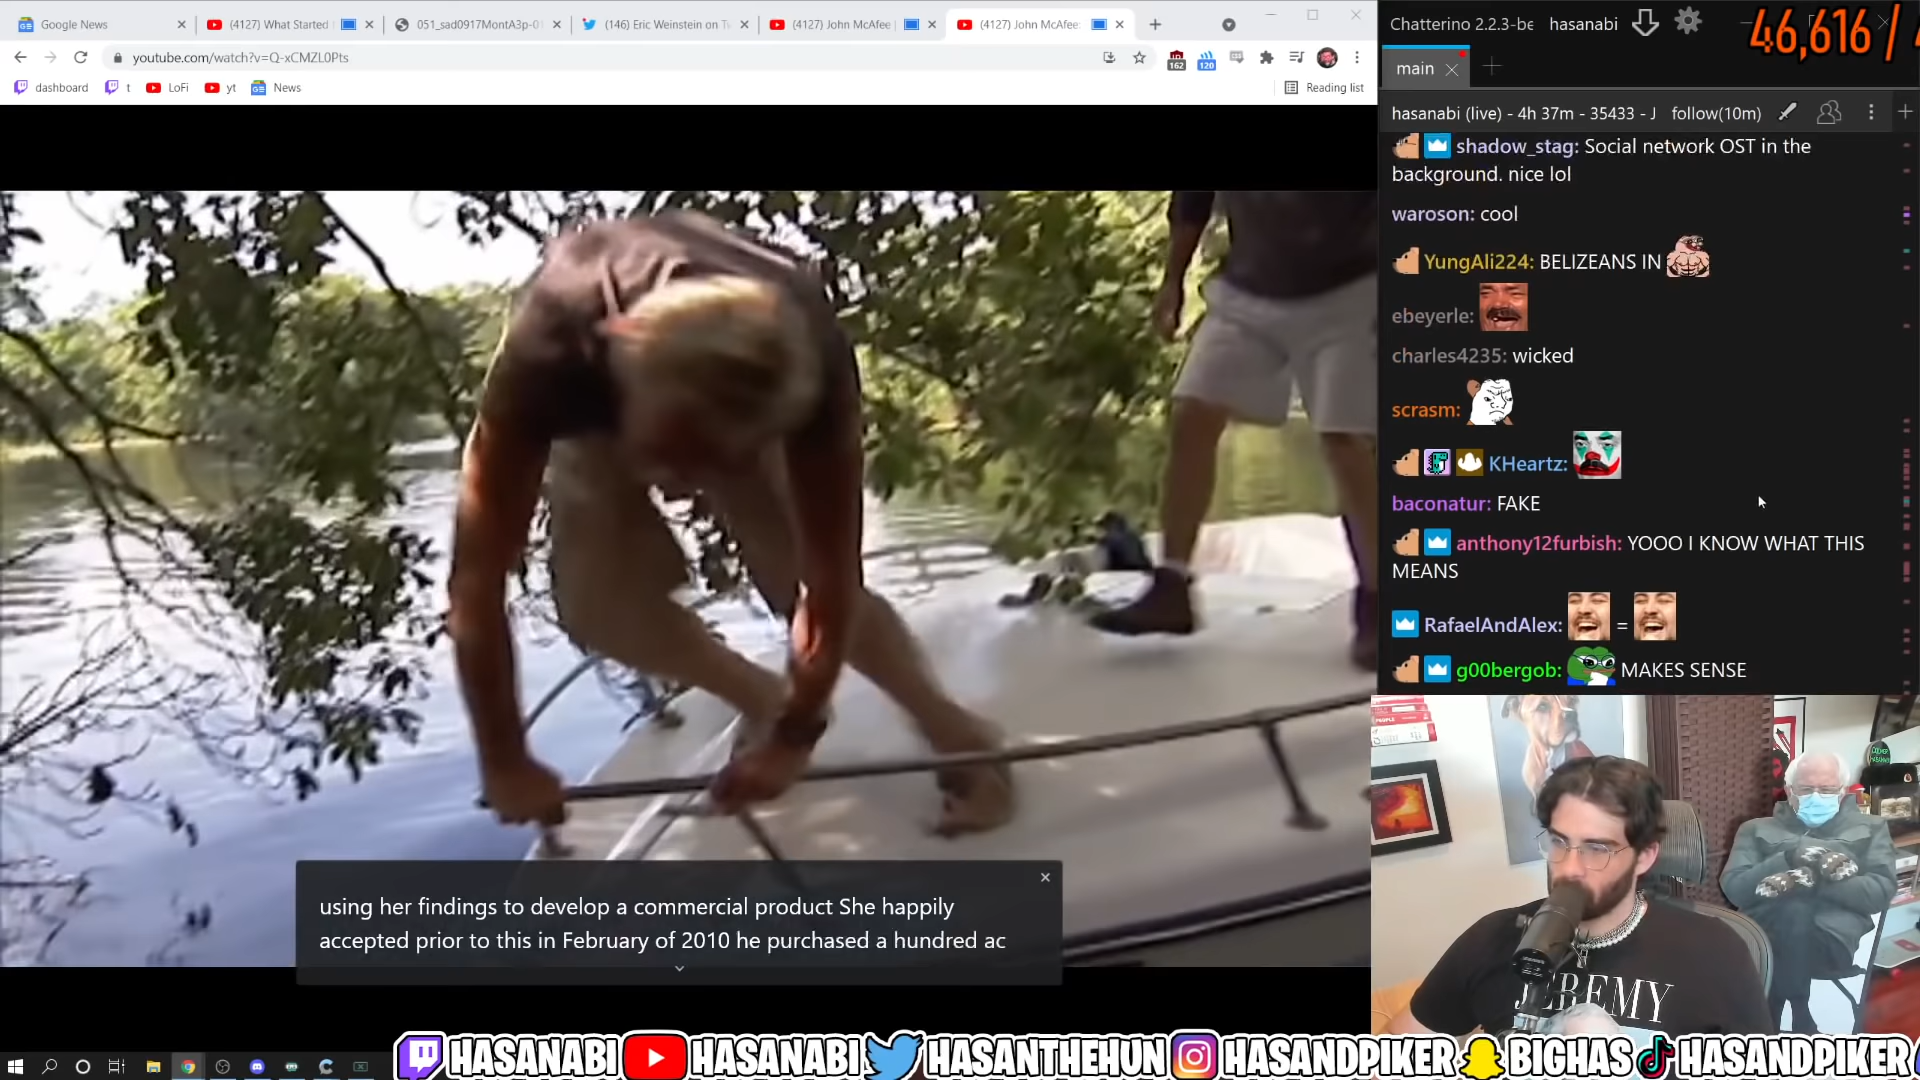 Google News
(4127) What Started
051_sad0917MontA3p-01
(146) Eric Weinstein on Tw
(4127) John McAfee
(4127) John McAfee:
youtube.com/watch?v=Q-xCMZL0Pts
162
120
dashboard
t
LoFi
yt
News
Reading list
using her findings to develop a commercial product She happily
accepted prior to this in February of 2010 he purchased a hundred ac
Chatterino 2.2.3-be
hasanabi
46,616 /
main
hasanabi (live) - 4h 37m - 35433 - J
follow(10m)
shadow_stag: Social network OST in the
background. nice lol
waroson: cool
YungAli224: BELIZEANS IN
ebeyerle:
charles4235: wicked
scrasm:
KHeartz:
baconatur: FAKE
anthony12furbish: YOOO I KNOW WHAT THIS
MEANS
RafaelAndAlex: =
g00bergob: MAKES SENSE
JEREMY
HASANABI HASANABI HASANTHEHUN HASANDPIKER BIGHAS HASANDPIKER